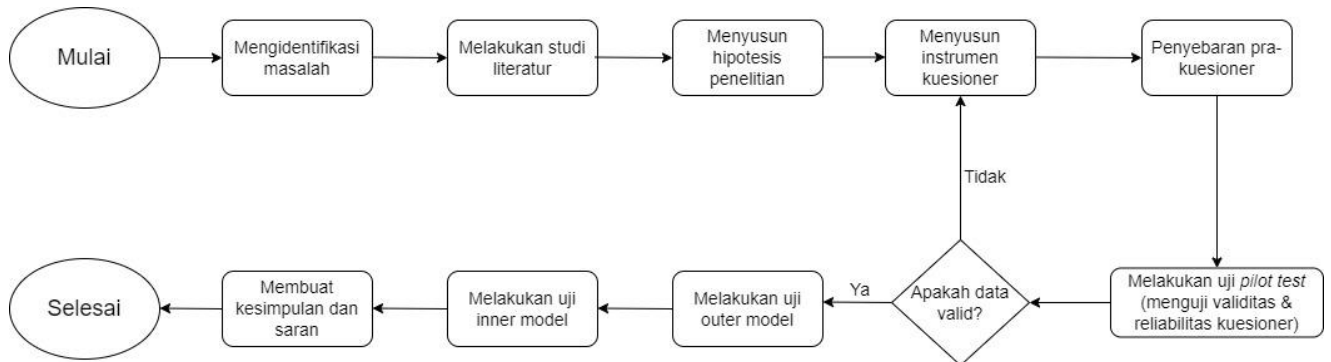 Mulai
Mengidentifikasi
masalah
Melakukan studi
literatur
Menyusun
hipotesis
penelitian
Menyusun
instrumen
kuesioner
Penyebaran pra-
kuesioner
Tidak
Melakukan uji pilot test
(menguji validitas &
reliabilitas kuesioner)
Apakah data
valid?
Ya
Melakukan uji
outer model
Melakukan uji
inner model
Membuat
kesimpulan dan
saran
Selesai